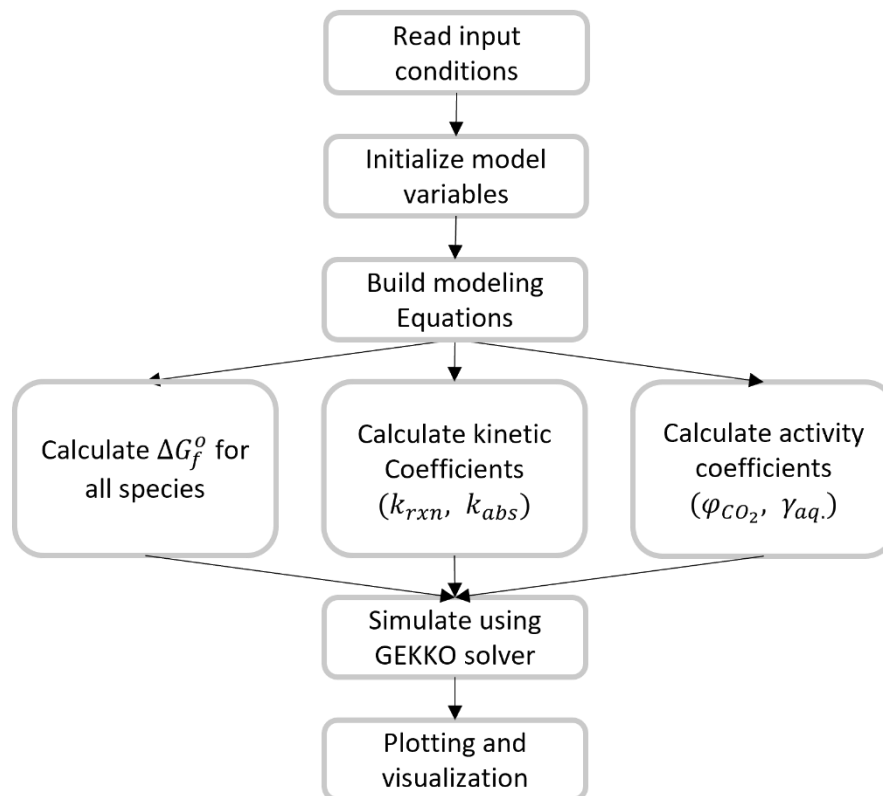 Read input
conditions
Initialize model
variables
Build modeling
Equations
Calculate ΔG_f^o for
all species
Calculate kinetic
Coefficients
(k_rxn, k_abs)
Calculate activity
coefficients
(φ_CO₂, γ_aq.)
Simulate using
GEKKO solver
Plotting and
visualization